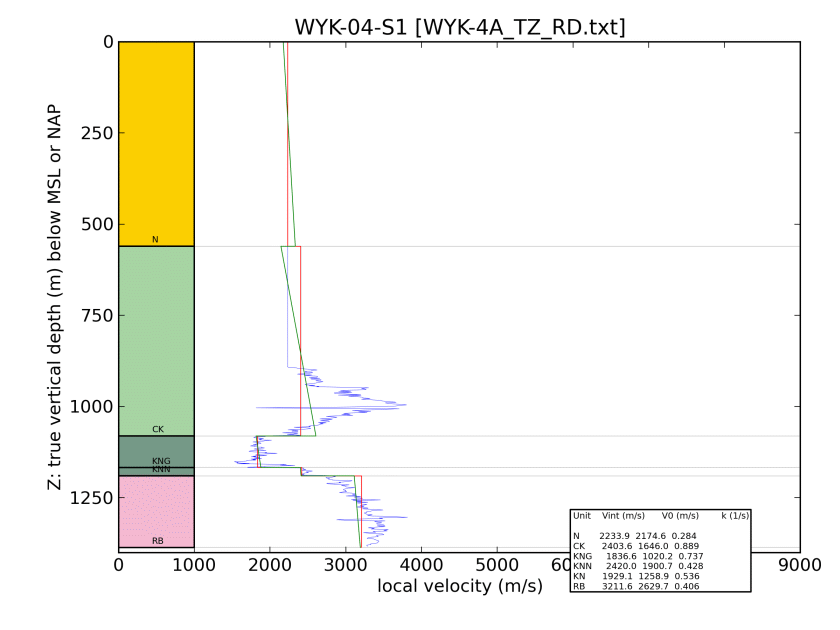 WYK-04-S1 [WYK-4A_TZ_RD.txt]
Z: true vertical depth (m) below MSL or NAP
0
250
500
750
1000
1250
N
CK
KNG
KNN
RB
0 1000 2000 3000 4000 5000 9000
local velocity (m/s)
Unit Vint (m/s) V0 (m/s) k (1/s)
N 2233.9 2174.6 0.284
CK 2403.6 1646.0 0.889
KNG 1836.6 1020.2 0.737
KNN 2420.0 1900.7 0.428
KN 1929.1 1258.9 0.536
RB 3211.6 2629.7 0.406